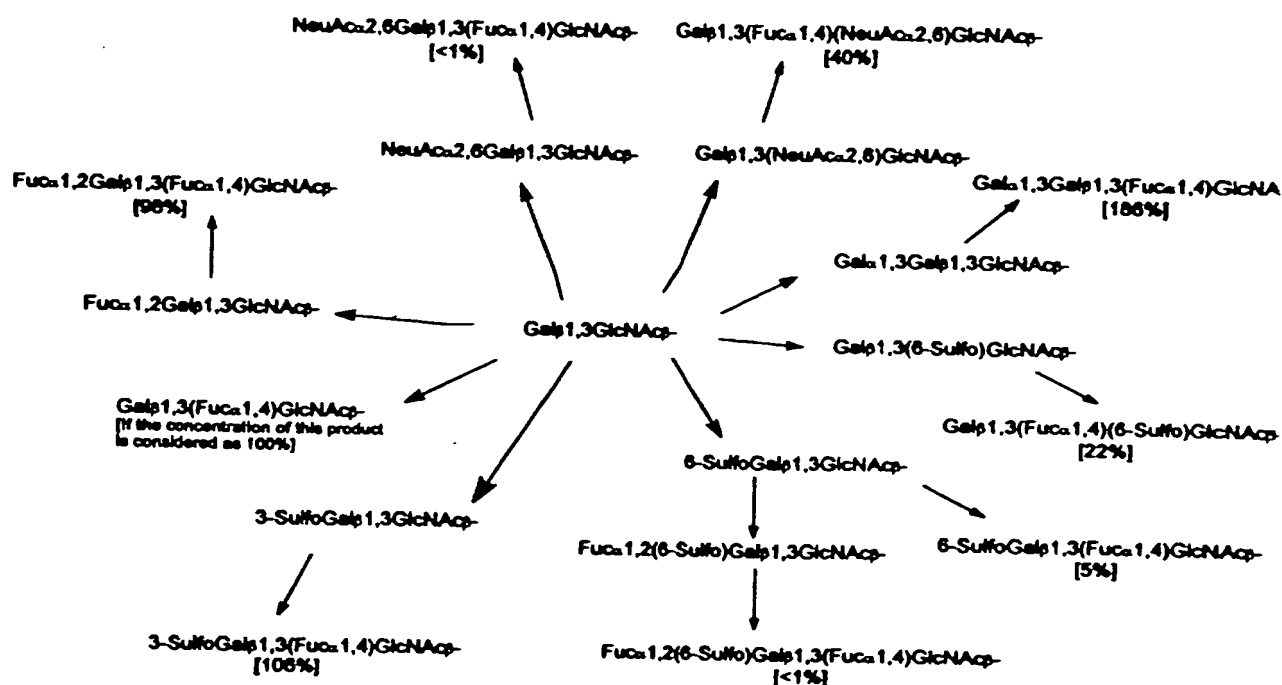 NeuAcα2,6Galβ1,3(Fucα1,4)GlcNAcβ-
[<1%]
Galβ1,3(Fucα1,4)(NeuAcα2,6)GlcNAcβ-
[40%]
NeuAcα2,6Galβ1,3GlcNAcβ-
Galβ1,3(NeuAcα2,6)GlcNAcβ-
Fucα1,2Galβ1,3(Fucα1,4)GlcNAcβ-
[98%]
Galα1,3Galβ1,3(Fucα1,4)GlcNA
[186%]
Galα1,3Galβ1,3GlcNAcβ-
Fucα1,2Galβ1,3GlcNAcβ-
Galβ1,3GlcNAcβ-
Galβ1,3(6-Sulfo)GlcNAcβ-
Galβ1,3(Fucα1,4)GlcNAcβ-
[If the concentration of this product
is considered as 100%]
Galβ1,3(Fucα1,4)(6-Sulfo)GlcNAcβ
[22%]
6-SulfoGalβ1,3GlcNAcβ-
3-SulfoGalβ1,3GlcNAcβ-
Fucα1,2(6-Sulfo)Galβ1,3GlcNAcβ-
6-SulfoGalβ1,3(Fucα1,4)GlcNAcβ-
[5%]
3-SulfoGalβ1,3(Fucα1,4)GlcNAcβ-
[106%]
Fucα1,2(6-Sulfo)Galβ1,3(Fucα1,4)GlcNAcβ-
[<1%]